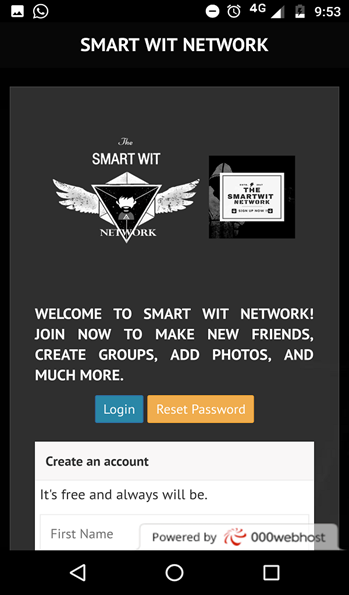 4G 9:53
SMART WIT NETWORK
The
SMART WIT
NETWORK
THE
SMARTWIT
NETWORK
SIGN UP NOW
WELCOME TO SMART WIT NETWORK!
JOIN NOW TO MAKE NEW FRIENDS,
CREATE GROUPS, ADD PHOTOS, AND
MUCH MORE.
Login Reset Password
Create an account
It's free and always will be.
First Name
Powered by 000webhost